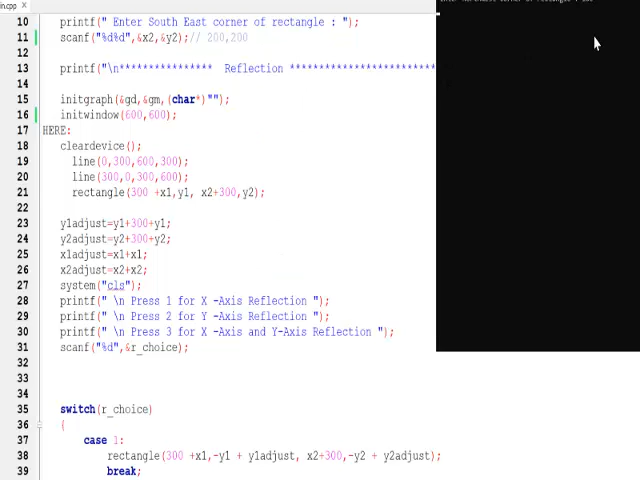 in.cpp X
10 printf(" Enter South East corner of rectangle : ");
11 scanf("%d%d",&x2,&y2);// 200,200
12
13 printf("\n*************** Reflection ************************
14
15 initgraph(&gd,&gm,(char*)"");
16 initwindow(600,600);
17 HERE:
18 cleardevice();
19 line(0,300,600,300);
20 line(300,0,300,600);
21 rectangle(300 +x1,y1, x2+300,y2);
22
23 y1adjust=y1+300+y1;
24 y2adjust=y2+300+y2;
25 x1adjust=x1+x1;
26 x2adjust=x2+x2;
27 system("cls");
28 printf(" \n Press 1 for X -Axis Reflection ");
29 printf(" \n Press 2 for Y -Axis Reflection ");
30 printf(" \n Press 3 for X -Axis and Y-Axis Reflection ");
31 scanf("%d",&r_choice);
32
33
34
35 switch(r_choice)
36 {
37 case 1:
38 rectangle(300 +x1,-y1 + y1adjust, x2+300,-y2 + y2adjust);
39 break;